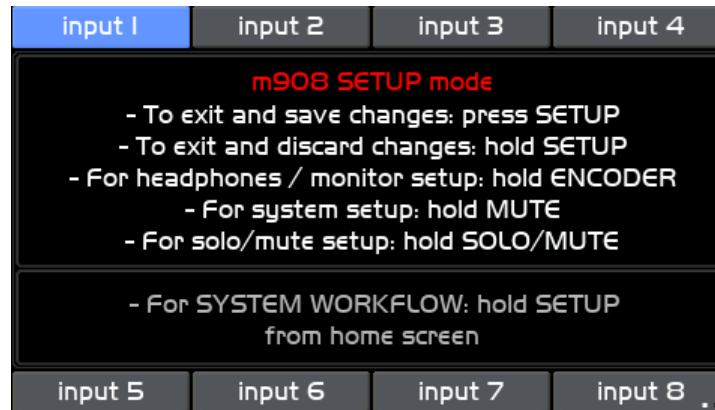 input 1
input 2
input 3
input 4
m908 SETUP mode
- To exit and save changes: press SETUP
- To exit and discard changes: hold SETUP
- For headphones / monitor setup: hold ENCODER
- For system setup: hold MUTE
- For solo/mute setup: hold SOLO/MUTE
- For SYSTEM WORKFLOW: hold SETUP
from home screen
input 5
input 6
input 7
input 8